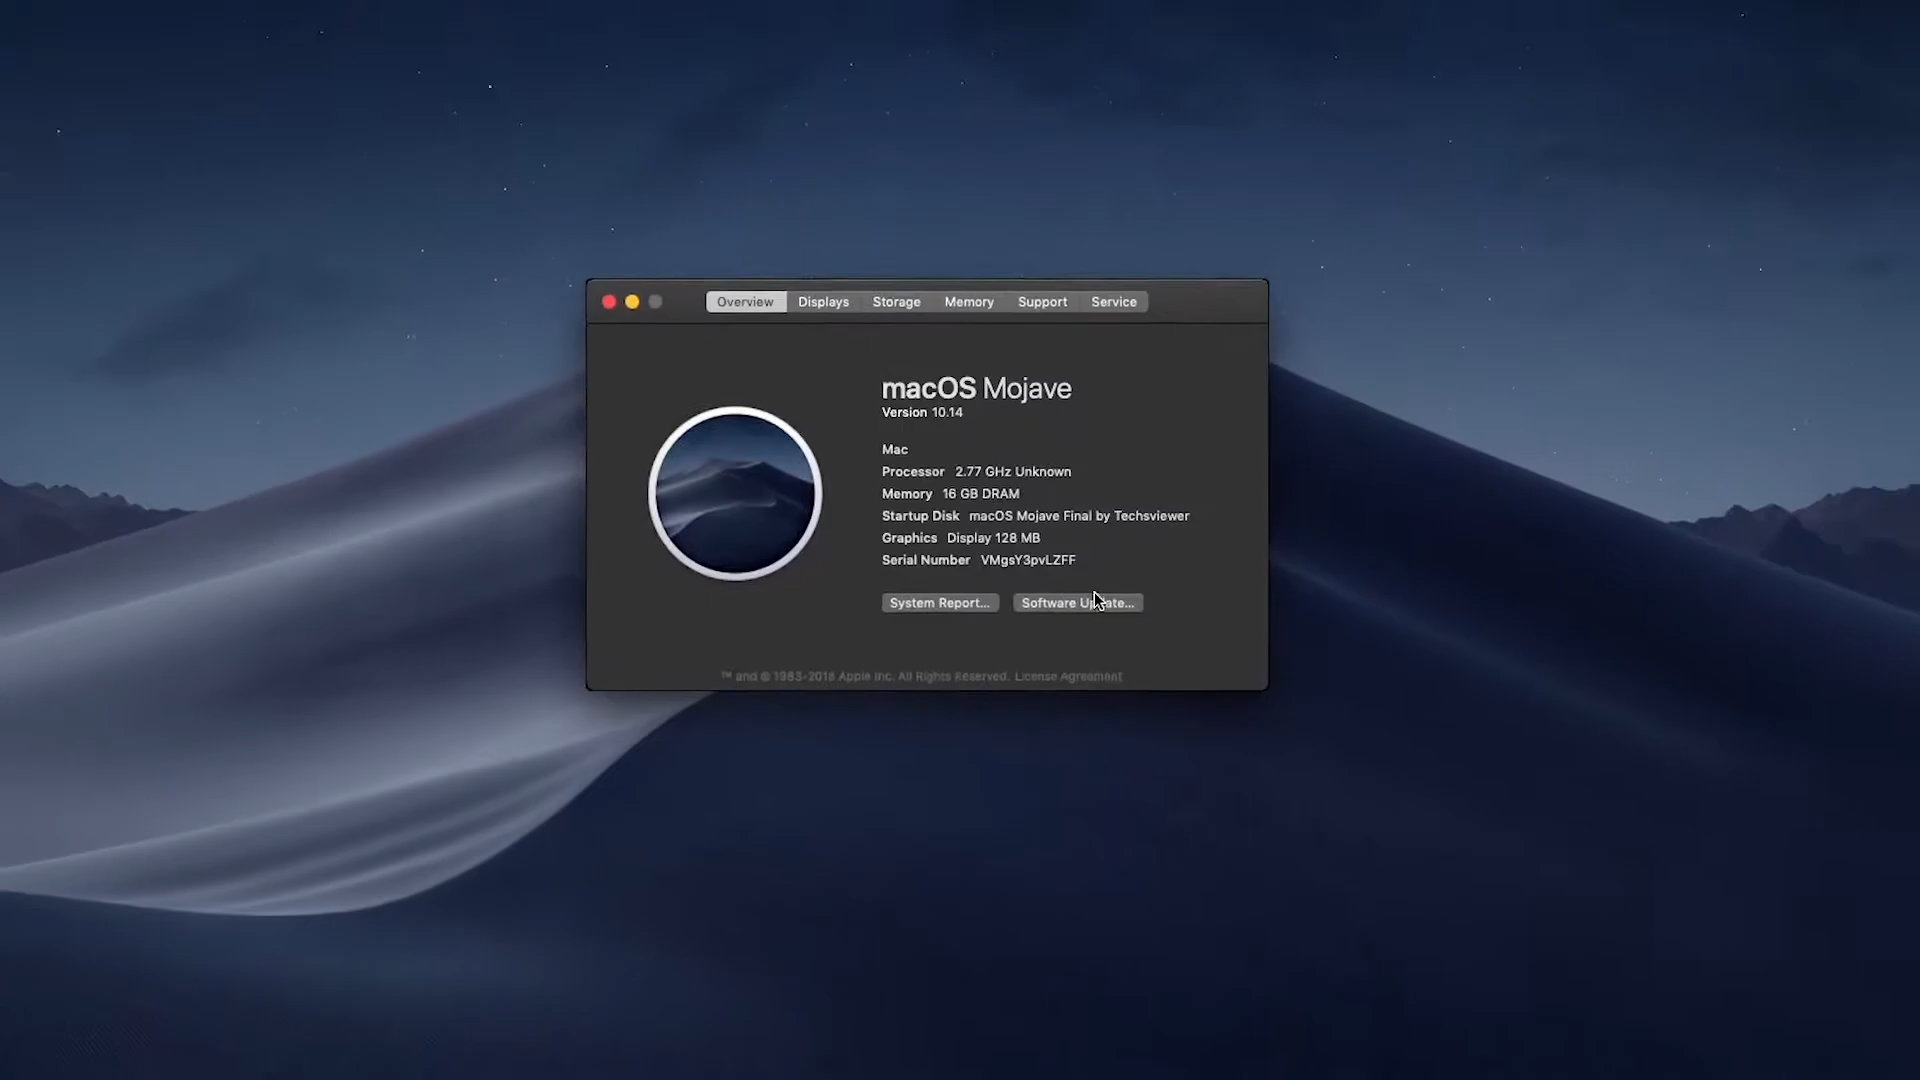 Overview Displays Storage Memory Support Service
macOS Mojave
Version 10.14
Mac
Processor 2.77 GHz Unknown
Memory 16 GB DRAM
Startup Disk macOS Mojave Final by Techsviewer
Graphics Display 128 MB
Serial Number VMgsY3pvLZFF
System Report... Software Update...
™ and © 1983-2018 Apple Inc. All Rights Reserved. License Agreement